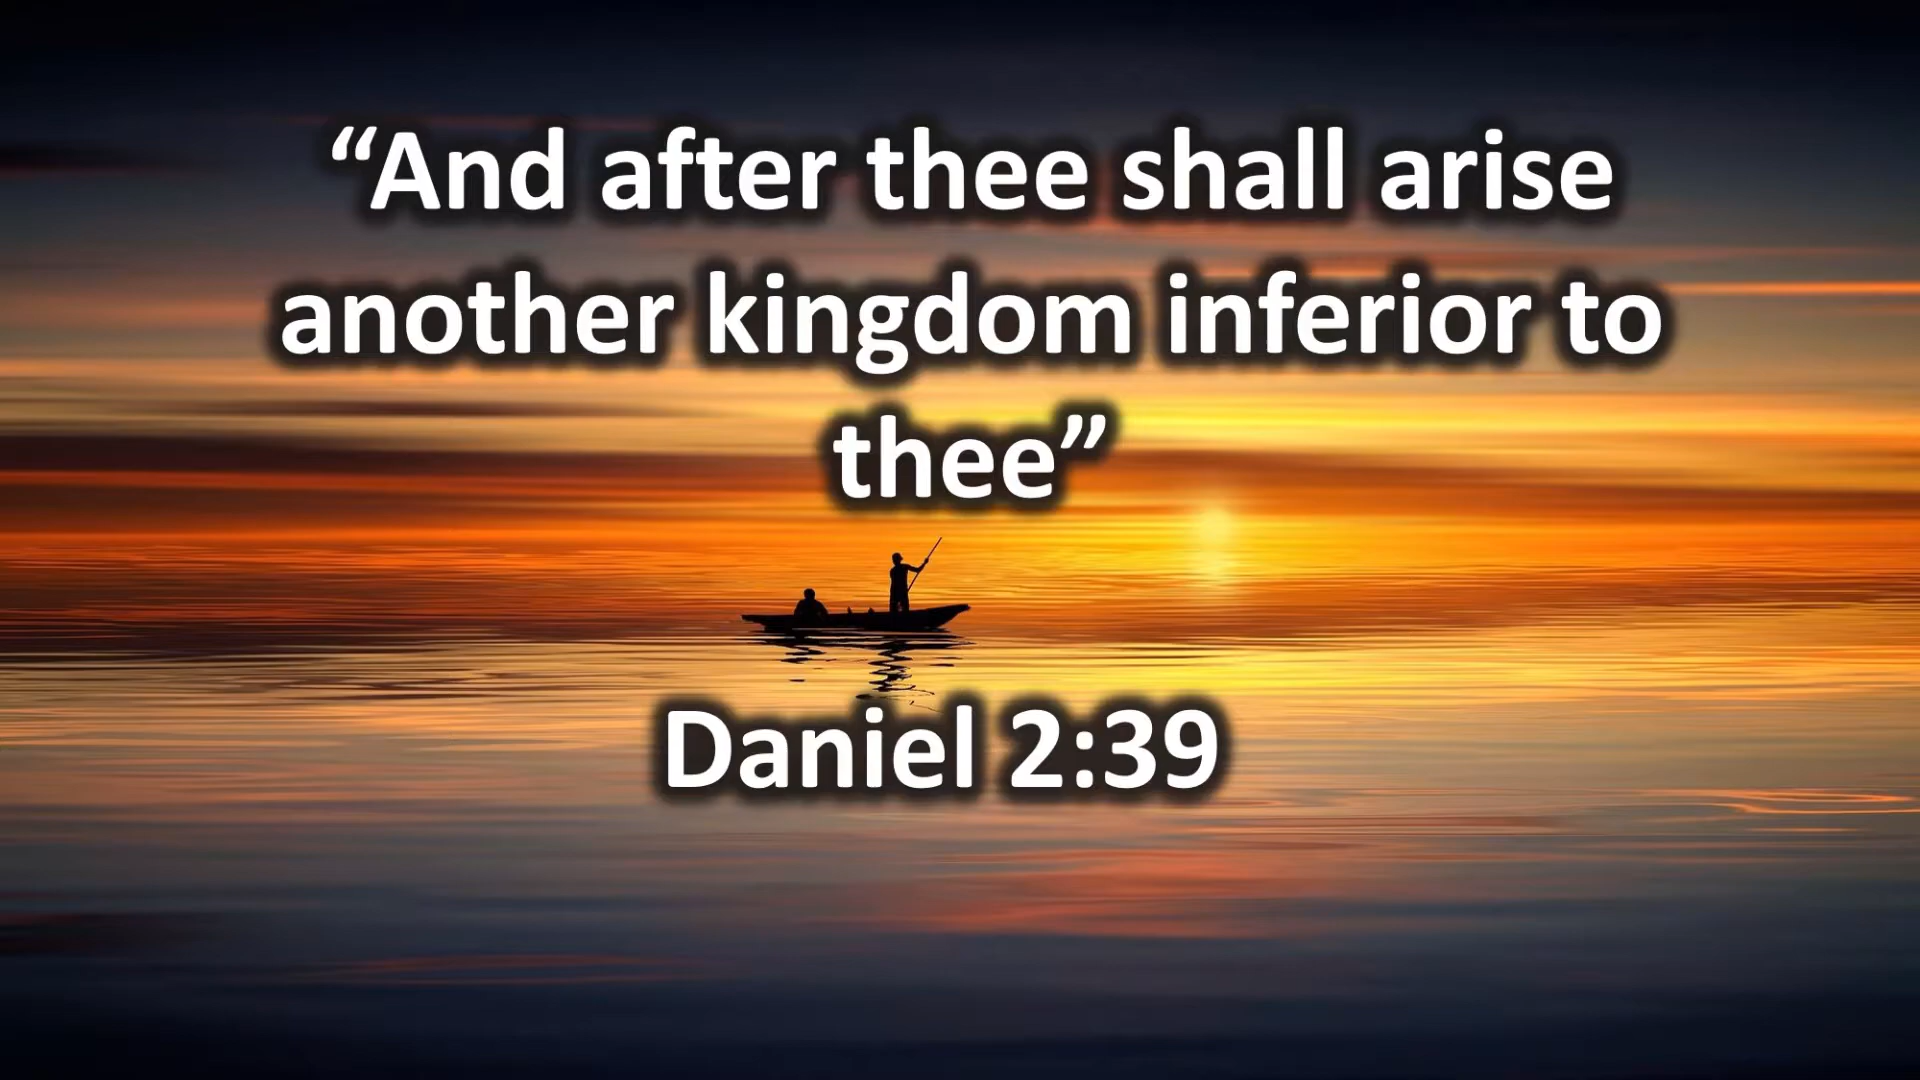 “And after thee shall arise
another kingdom inferior to
thee”
Daniel 2:39